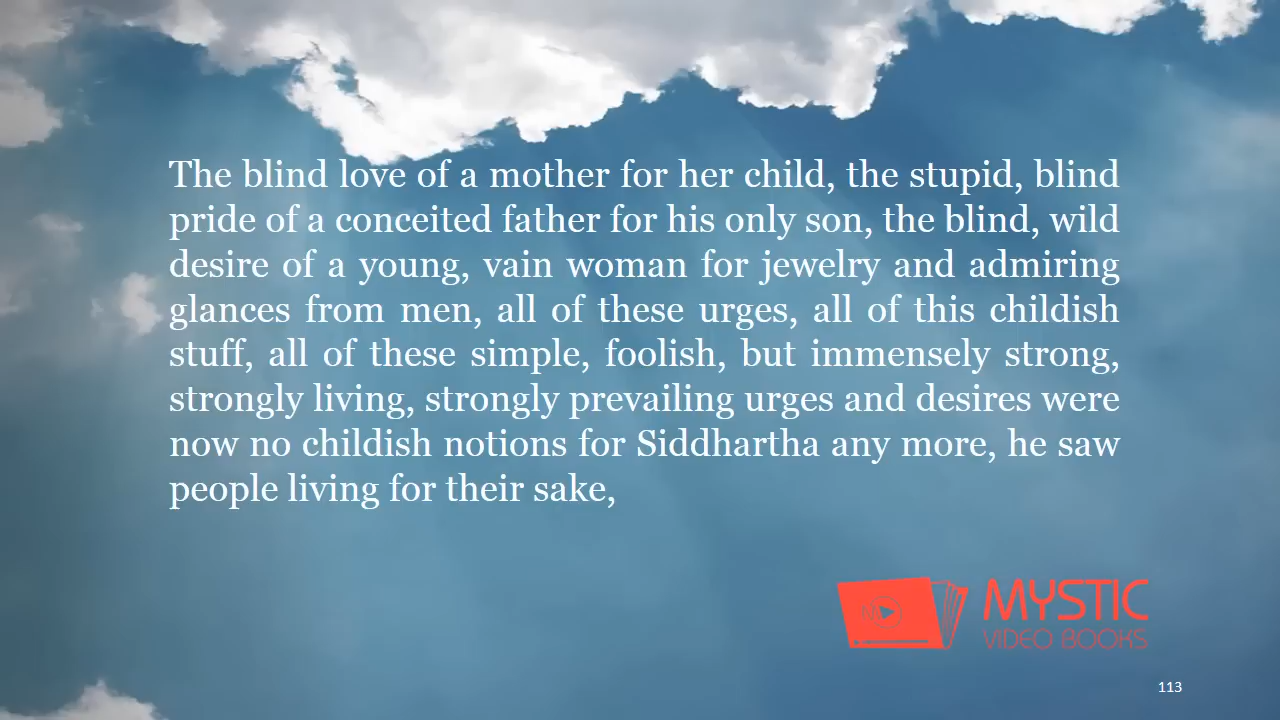 The blind love of a mother for her child, the stupid, blind
pride of a conceited father for his only son, the blind, wild
desire of a young, vain woman for jewelry and admiring
glances from men, all of these urges, all of this childish
stuff, all of these simple, foolish, but immensely strong,
strongly living, strongly prevailing urges and desires were
now no childish notions for Siddhartha any more, he saw
people living for their sake,
MYSTIC
VIDEO BOOKS
113